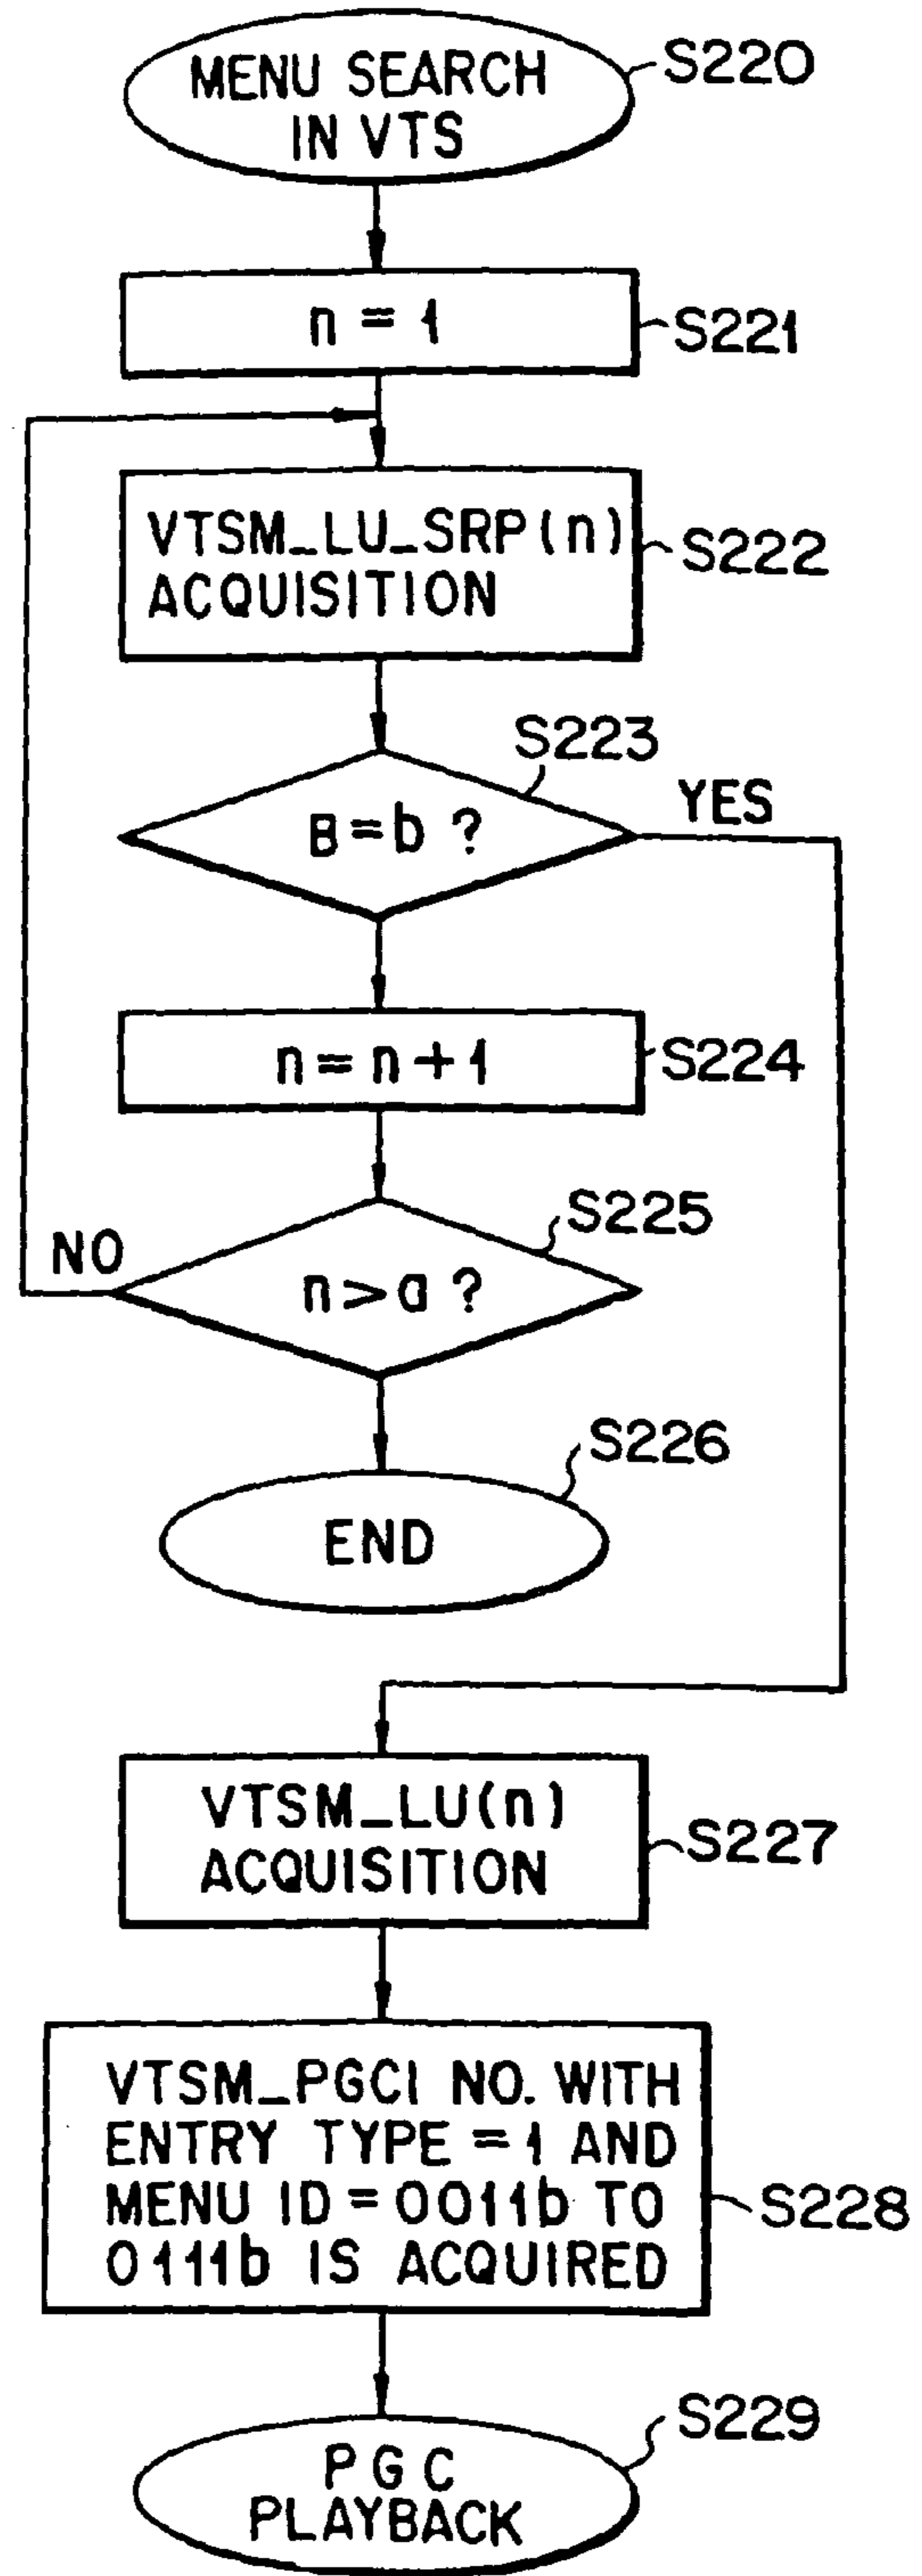 MENU SEARCH
IN VTS
S220
n = 1
S221
VTSM_LU_SRP(n)
ACQUISITION
S222
S223
B = b ?
YES
n = n + 1
S224
S225
NO
n > a ?
S226
END
VTSM_LU(n)
ACQUISITION
S227
VTSM_PGCI NO. WITH
ENTRY TYPE = 1 AND
MENU ID = 0011b TO
0111b IS ACQUIRED
S228
S229
PGC
PLAYBACK